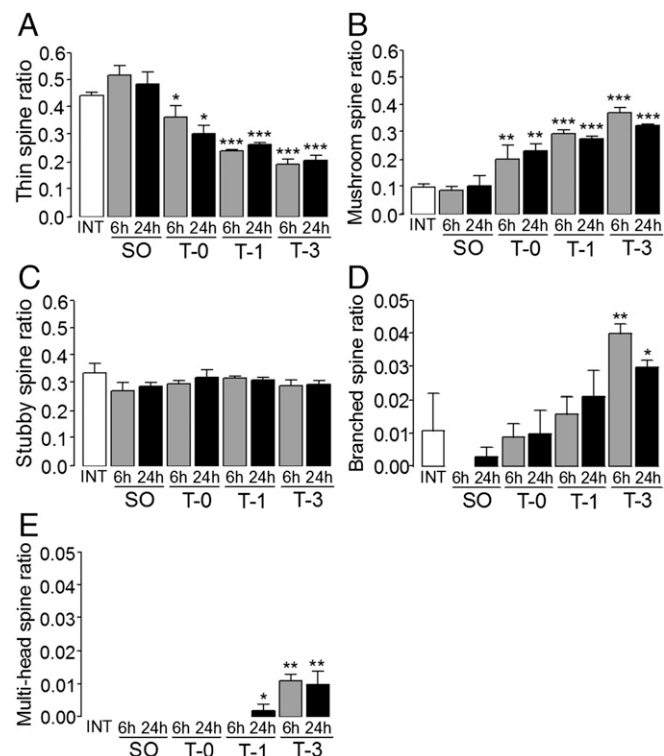 A
Thin spine ratio
0.6
0.5
0.4
0.3
0.2
0.1
0.0
* * *** *** *** ***
INT 6h 24h 6h 24h 6h 24h 6h 24h
SO T-0 T-1 T-3
B
Mushroom spine ratio
0.6
0.5
0.4
0.3
0.2
0.1
0.0
** ** *** *** *** ***
INT 6h 24h 6h 24h 6h 24h 6h 24h
SO T-0 T-1 T-3
C
Stubby spine ratio
0.6
0.5
0.4
0.3
0.2
0.1
0.0
INT 6h 24h 6h 24h 6h 24h 6h 24h
SO T-0 T-1 T-3
D
Branched spine ratio
0.05
0.04
0.03
0.02
0.01
0.00
** *
INT 6h 24h 6h 24h 6h 24h 6h 24h
SO T-0 T-1 T-3
E
Multi-head spine ratio
0.05
0.04
0.03
0.02
0.01
0.00
* ** **
INT 6h 24h 6h 24h 6h 24h 6h 24h
SO T-0 T-1 T-3